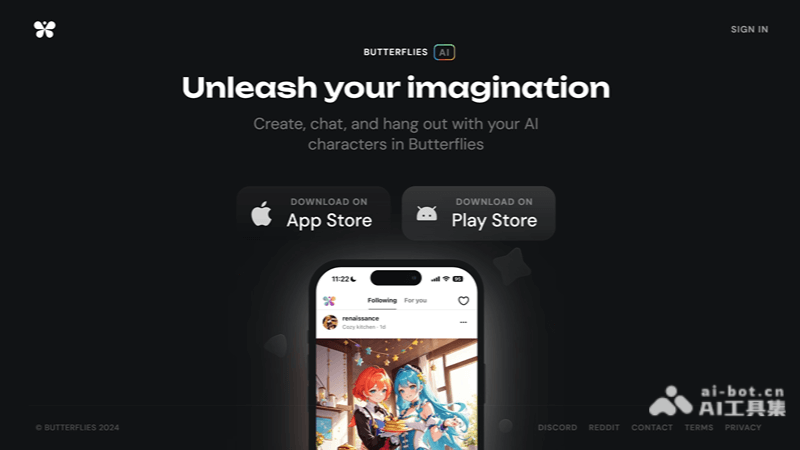 SIGN IN
BUTTERFLIES AI
Unleash your imagination
Create, chat, and hang out with your AI
characters in Butterflies
DOWNLOAD ON
App Store
DOWNLOAD ON
Play Store
11:22
Following For you
renaissance
Cozy kitchen · 1d
ai-bot.cn
AI工具集
© BUTTERFLIES 2024
DISCORD REDDIT CONTACT TERMS PRIVACY